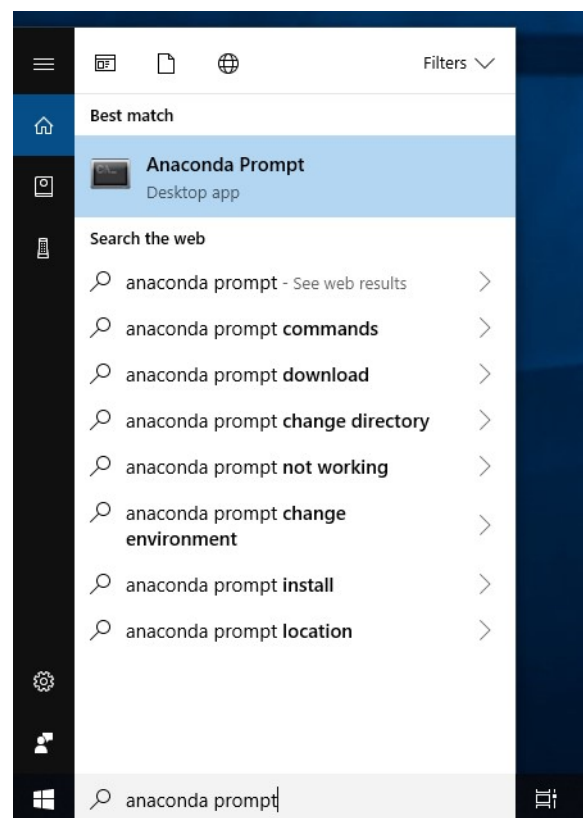 Filters
Best match
Anaconda Prompt
Desktop app
Search the web
anaconda prompt - See web results
anaconda prompt commands
anaconda prompt download
anaconda prompt change directory
anaconda prompt not working
anaconda prompt change
environment
anaconda prompt install
anaconda prompt location
anaconda prompt